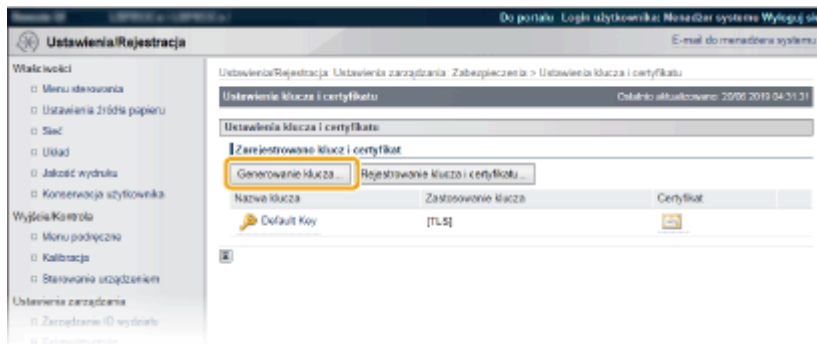 Do portalu Login użytkownika: Menadżer systemu Wyloguj się
Ustawienia/Rejestracja
E-mail do menadżera systemu
Właściwości
Menu sterowania
Ustawienia źródła papieru
Sieć
Układ
Jakość wydruku
Konserwacja użytkownika
Wyjście/Kontrola
Menu podręczne
Kalibracja
Sterowanie urządzeniem
Ustawienia zarządzania
Zarządzanie ID wydziału
Ustawienia/Rejestracja: Ustawienia zarządzania: Zabezpieczenia > Ustawienia klucza i certyfikatu
Ustawienia klucza i certyfikatu
Ostatnio aktualizowano: 29/06 2019 04:31:31
Ustawienia klucza i certyfikatu
Zarejestrowano klucz i certyfikat
Generowanie klucza... Rejestrowanie klucza i certyfikatu...
Nazwa klucza Zastosowanie klucza Certyfikat
Default Key [TLS]